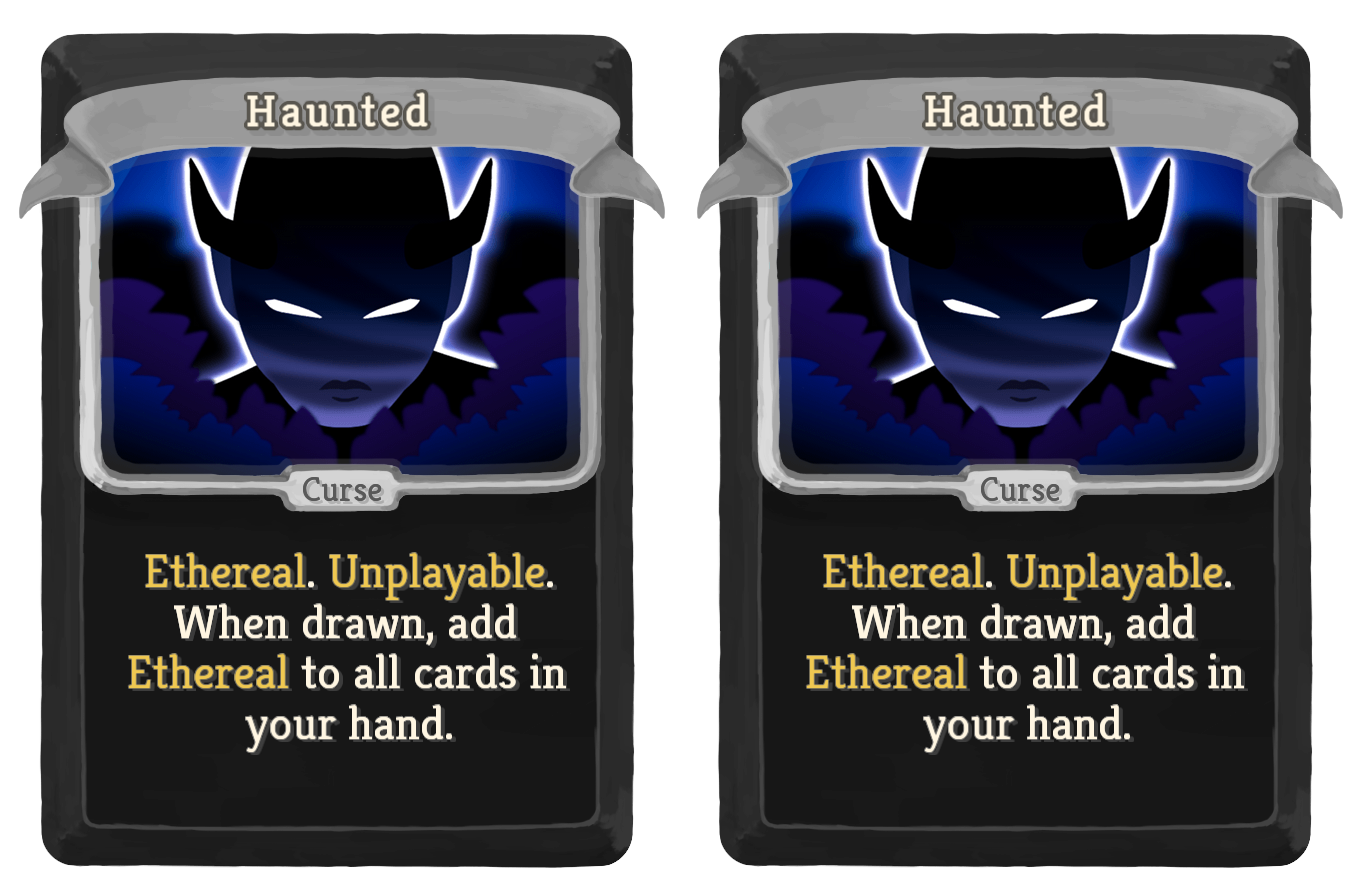 Haunted
Curse
Ethereal. Unplayable.
When drawn, add
Ethereal to all cards in
your hand.
Haunted
Curse
Ethereal. Unplayable.
When drawn, add
Ethereal to all cards in
your hand.